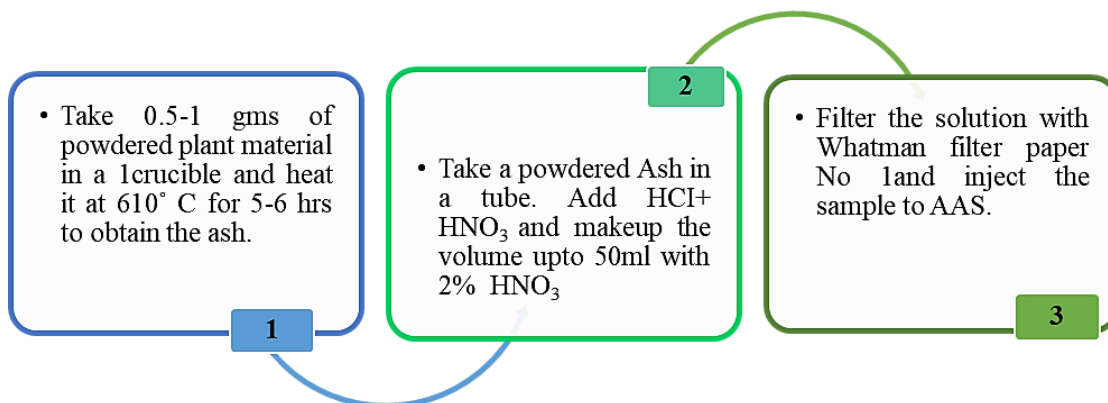 • Take 0.5-1 gms of
powdered plant material
in a 1crucible and heat
it at 610° C for 5-6 hrs
to obtain the ash.
1
2
• Take a powdered Ash in
a tube. Add HCl+
HNO₃ and makeup the
volume upto 50ml with
2% HNO₃
• Filter the solution with
Whatman filter paper
No 1and inject the
sample to AAS.
3